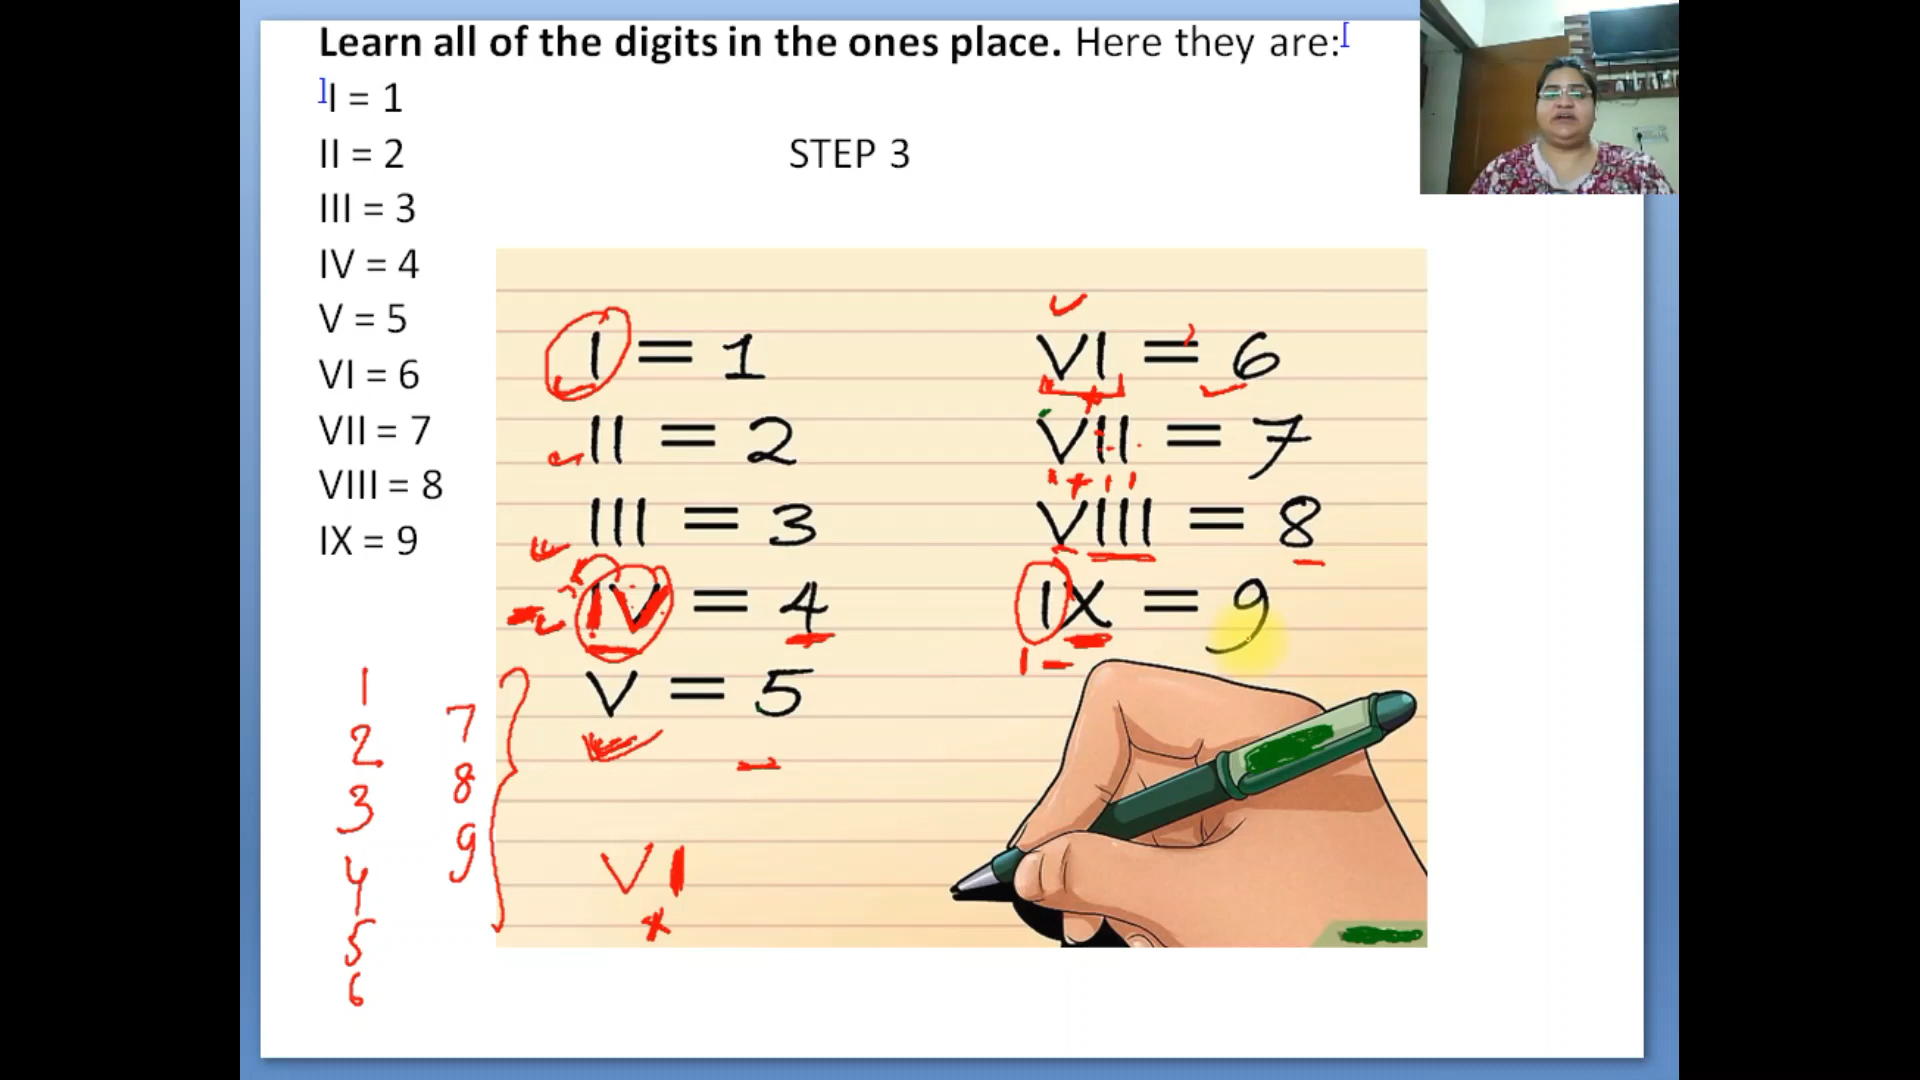 Learn all of the digits in the ones place. Here they are:[
]I = 1
II = 2
STEP 3
III = 3
IV = 4
V = 5
VI = 6
VII = 7
VIII = 8
IX = 9
I = 1
II = 2
III = 3
IV = 4
V = 5
VI = 6
VII = 7
VIII = 8
IX = 9
1 -
+ I I
1
2
3
4
5
6
7
8
9
VI